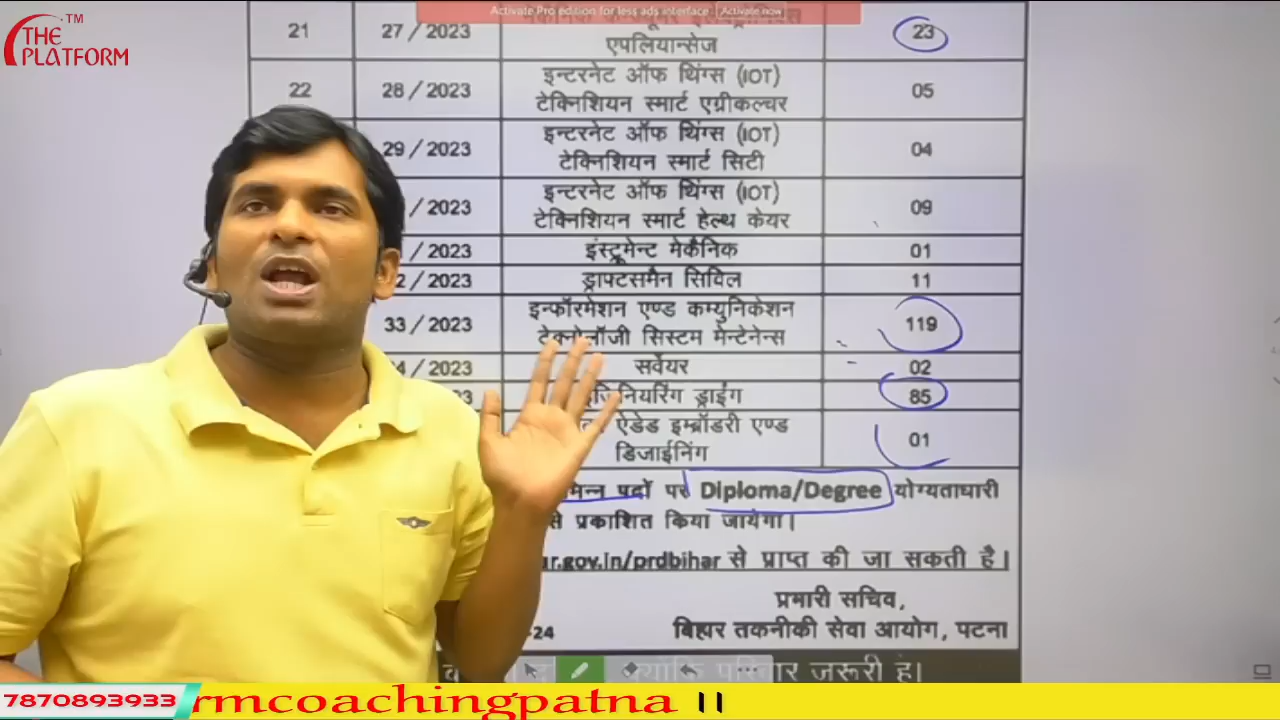 Activate Pro edition for less ads interface Activate now
THE PLATFORM TM
21 27/2023 एपलियान्सेज 23
22 28/2023 इन्टरनेट ऑफ थिंग्स (IOT) टेक्निशियन स्मार्ट एग्रीकल्चर 05
29/2023 इन्टरनेट ऑफ थिंग्स (IOT) टेक्निशियन स्मार्ट सिटी 04
/2023 इन्टरनेट ऑफ थिंग्स (IOT) टेक्निशियन स्मार्ट हेल्थ केयर 09
/2023 इंस्ट्रूमेन्ट मेकैनिक 01
2/2023 ड्राफ्टसमैन सिविल 11
33/2023 इन्फॉरमेशन एण्ड कम्युनिकेशन टेक्नोलॉजी सिस्टम मेन्टेनेन्स 119
4/2023 सर्वेयर 02
23 इंजिनियरिंग ड्राईंग 85
ऐडेड इम्ब्रॉडरी एण्ड डिजाईनिंग 01
पदों पर Diploma/Degree योग्यताधारी
से प्रकाशित किया जायेगा।
ar.gov.in/prdbihar से प्राप्त की जा सकती है।
प्रभारी सचिव,
-24 बिहार तकनीकी सेवा आयोग, पटना
परिवार जरूरी है।
7870893933 rmcoachingpatna ॥